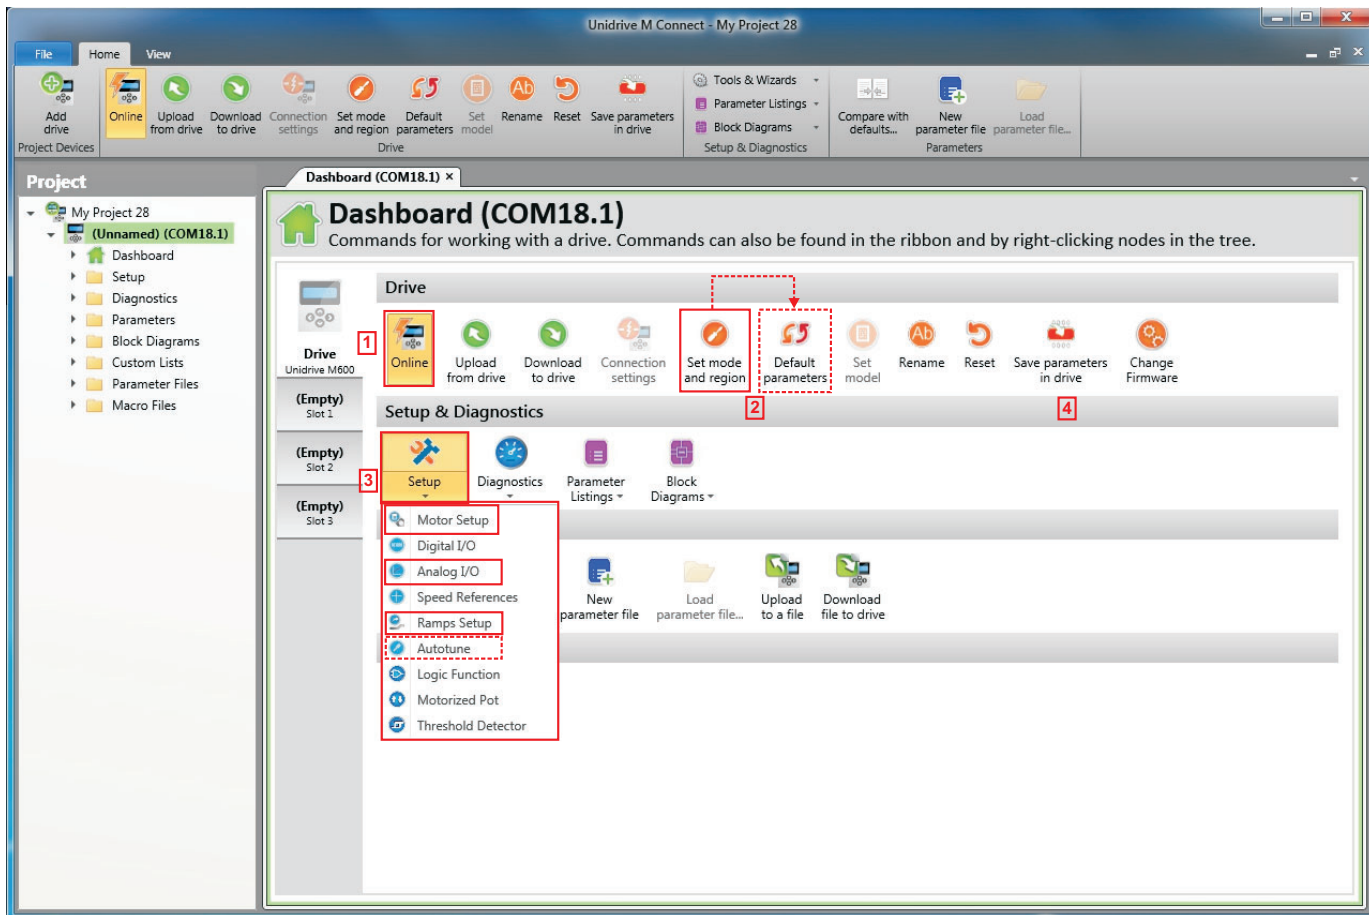 Unidrive M Connect - My Project 28
File Home View
Add drive
Online
Upload from drive
Download to drive
Connection settings
Set mode and region
Default parameters
Set model
Rename
Reset
Save parameters in drive
Tools & Wizards
Parameter Listings
Block Diagrams
Compare with defaults...
New parameter file
Load parameter file...
Project Devices
Drive
Setup & Diagnostics
Parameters
Project
My Project 28
(Unnamed) (COM18.1)
Dashboard
Setup
Diagnostics
Parameters
Block Diagrams
Custom Lists
Parameter Files
Macro Files
Dashboard (COM18.1) ×
Dashboard (COM18.1)
Commands for working with a drive. Commands can also be found in the ribbon and by right-clicking nodes in the tree.
Drive
Unidrive M600
(Empty)
Slot 1
(Empty)
Slot 2
(Empty)
Slot 3
Drive
1
Online
Upload from drive
Download to drive
Connection settings
Set mode and region
Default parameters
Set model
Rename
Reset
Save parameters in drive
Change Firmware
2
4
Setup & Diagnostics
3
Setup
Diagnostics
Parameter Listings
Block Diagrams
Motor Setup
Digital I/O
Analog I/O
Speed References
Ramps Setup
Autotune
Logic Function
Motorized Pot
Threshold Detector
New parameter file
Load parameter file...
Upload to a file
Download file to drive